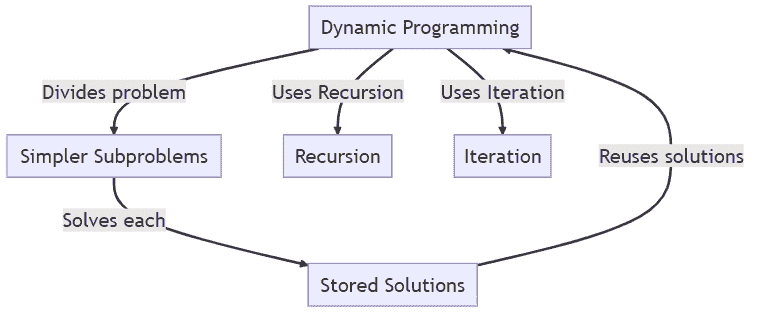 Dynamic Programming
Divides problem
Uses Recursion
Uses Iteration
Simpler Subproblems
Recursion
Iteration
Reuses solutions
Solves each
Stored Solutions